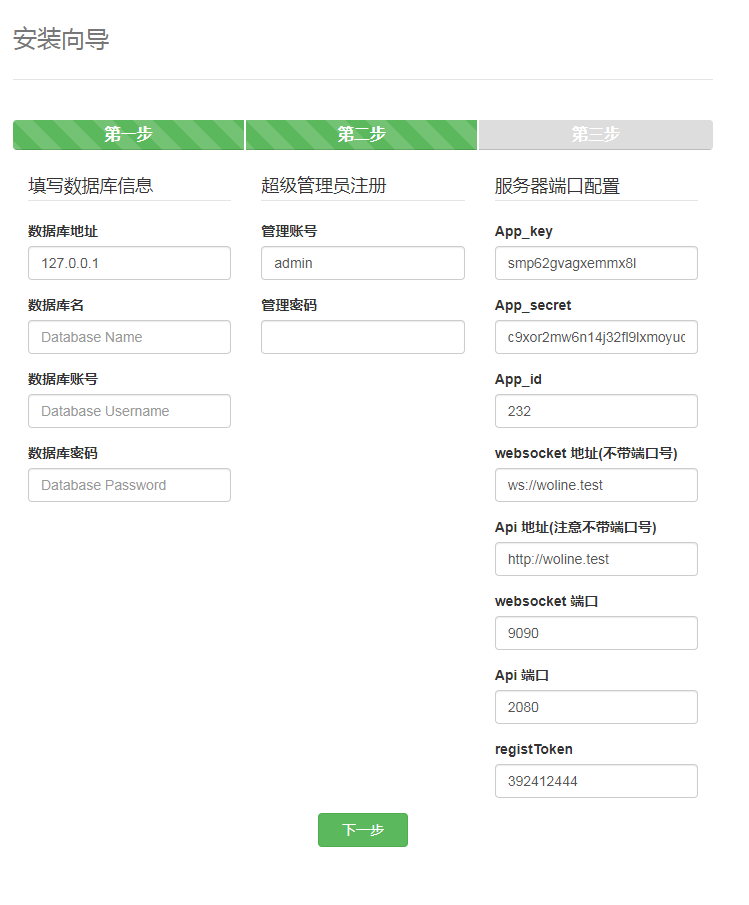 安装向导
第一步
第二步
第三步
填写数据库信息
数据库地址
127.0.0.1
数据库名
Database Name
数据库账号
Database Username
数据库密码
Database Password
超级管理员注册
管理账号
admin
管理密码
服务器端口配置
App_key
smp62gvagxemmx8l
App_secret
c9xor2mw6n14j32fl9lxmoyuc
App_id
232
websocket 地址(不带端口号)
ws://woline.test
Api 地址(注意不带端口号)
http://woline.test
websocket 端口
9090
Api 端口
2080
registToken
392412444
下一步